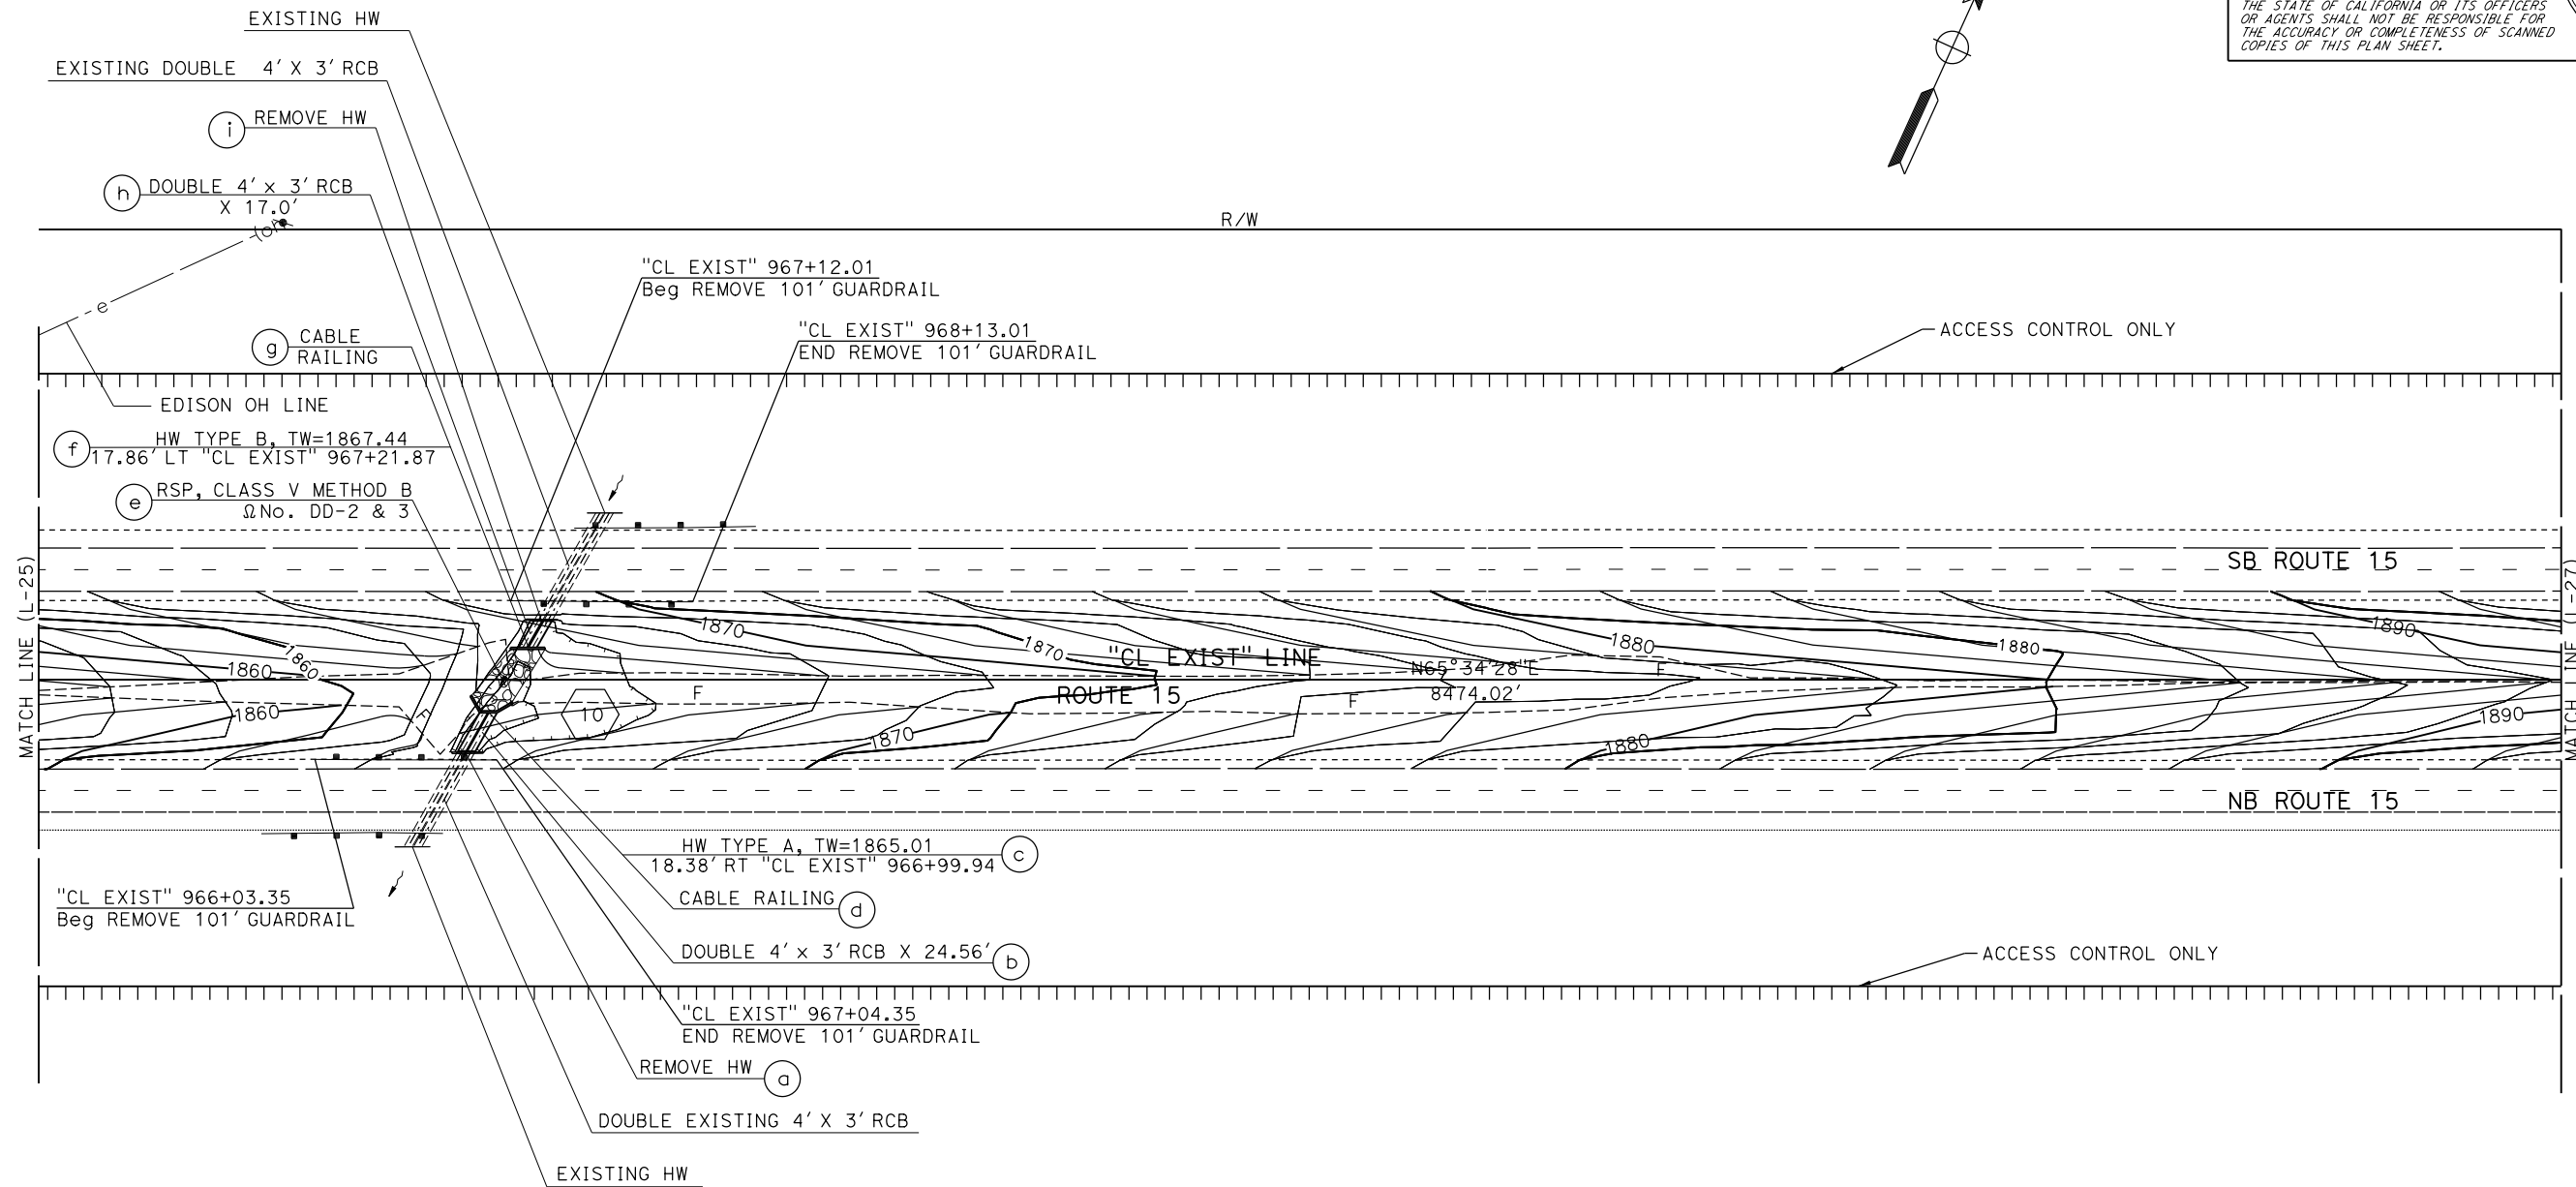 EXISTING HW
EXISTING DOUBLE 4' X 3' RCB
i REMOVE HW
h DOUBLE 4' x 3' RCB
X 17.0'
THE STATE OF CALIFORNIA OR ITS OFFICERS
OR AGENTS SHALL NOT BE RESPONSIBLE FOR
THE ACCURACY OR COMPLETENESS OF SCANNED
COPIES OF THIS PLAN SHEET.
R/W
e
"CL EXIST" 967+12.01
Beg REMOVE 101' GUARDRAIL
"CL EXIST" 968+13.01
END REMOVE 101' GUARDRAIL
ACCESS CONTROL ONLY
g CABLE
RAILING
EDISON OH LINE
f HW TYPE B, TW=1867.44
17.86' LT "CL EXIST" 967+21.87
e RSP, CLASS V METHOD B
ΩNo. DD-2 & 3
MATCH LINE (L-25)
MATCH LINE (L-27)
SB ROUTE 15
1870
1870
1880
1880
1890
1860
1860
"CL EXIST" LINE
N65°34'28"E
F
ROUTE 15
8474.02'
F
F
F
10
1860
1870
1880
1890
NB ROUTE 15
HW TYPE A, TW=1865.01
18.38' RT "CL EXIST" 966+99.94 c
CABLE RAILING d
"CL EXIST" 966+03.35
Beg REMOVE 101' GUARDRAIL
DOUBLE 4' x 3' RCB X 24.56' b
ACCESS CONTROL ONLY
"CL EXIST" 967+04.35
END REMOVE 101' GUARDRAIL
REMOVE HW a
DOUBLE EXISTING 4' X 3' RCB
EXISTING HW